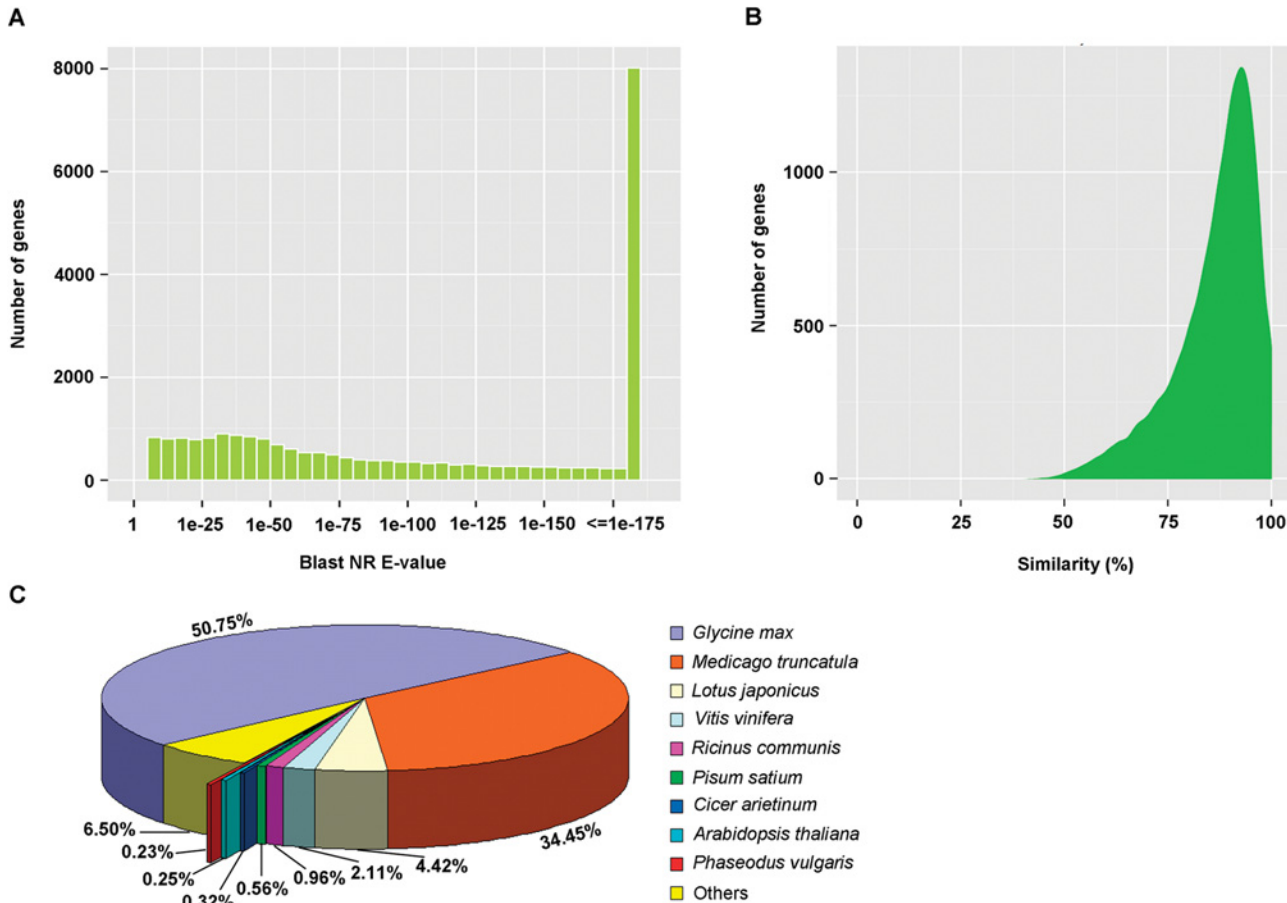 A
8000
6000
4000
2000
0
Number of genes
1 1e-25 1e-50 1e-75 1e-100 1e-125 1e-150 <=1e-175
Blast NR E-value
B
1000
500
0
Number of genes
0 25 50 75 100
Similarity (%)
C
50.75%
34.45%
4.42%
2.11%
0.96%
0.56%
0.32%
0.25%
0.23%
6.50%
Glycine max
Medicago truncatula
Lotus japonicus
Vitis vinifera
Ricinus communis
Pisum satium
Cicer arietinum
Arabidopsis thaliana
Phaseodus vulgaris
Others